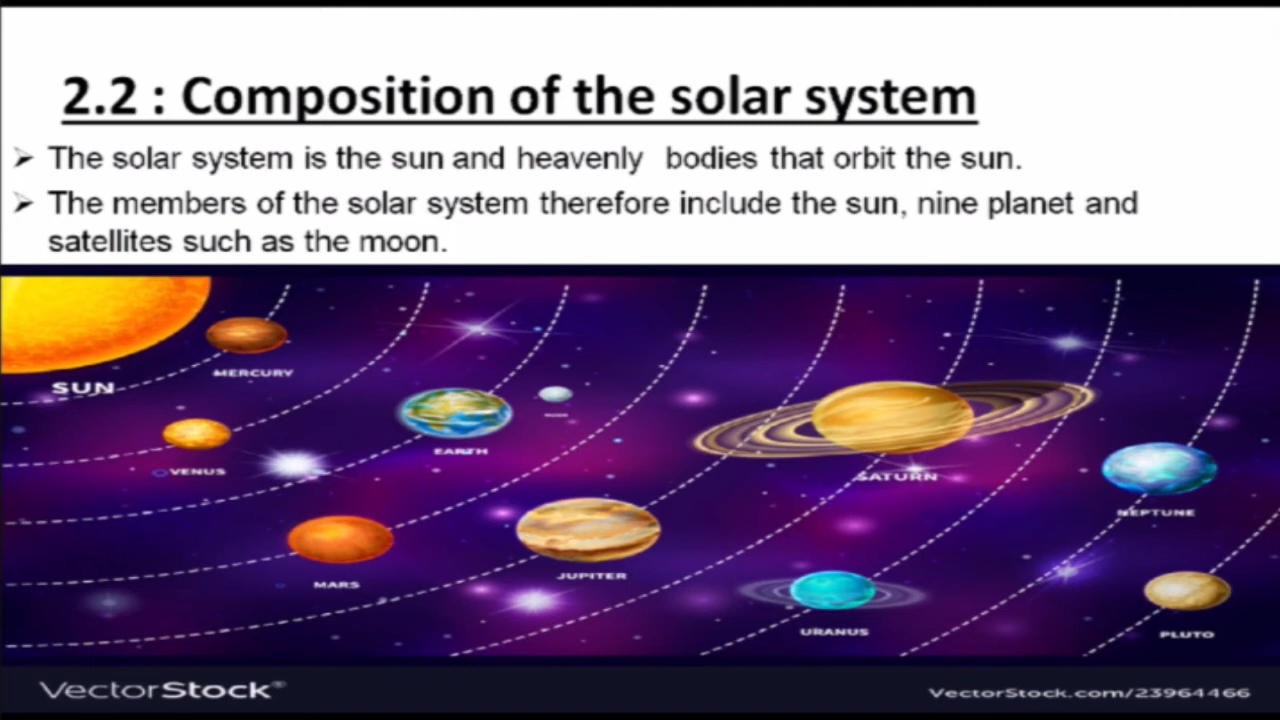 2.2 : Composition of the solar system
➢ The solar system is the sun and heavenly bodies that orbit the sun.
➢ The members of the solar system therefore include the sun, nine planet and
satellites such as the moon.
SUN
MERCURY
VENUS
EARTH
MARS
JUPITER
SATURN
URANUS
NEPTUNE
PLUTO
VectorStock®
VectorStock.com/23964466